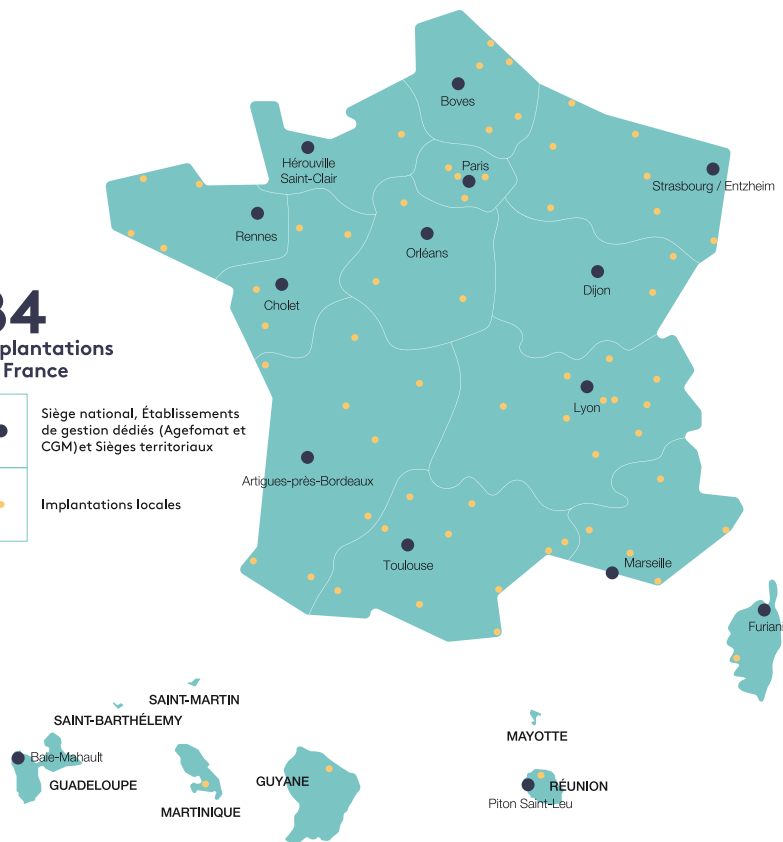 Boves
Paris
Hérouville
Saint-Clair
Strasbourg / Entzheim
Rennes
Orléans
Dijon
Cholet
84
plantations
France
Lyon
Siège national, Établissements
de gestion dédiés (Agefomat et
CGM)et Sièges territoriaux
Artigues-près-Bordeaux
Implantations locales
Toulouse
Marseille
Furian
SAINT-MARTIN
SAINT-BARTHÉLEMY
MAYOTTE
Baie-Mahault
GUADELOUPE
GUYANE
RÉUNION
MARTINIQUE
Piton Saint-Leu